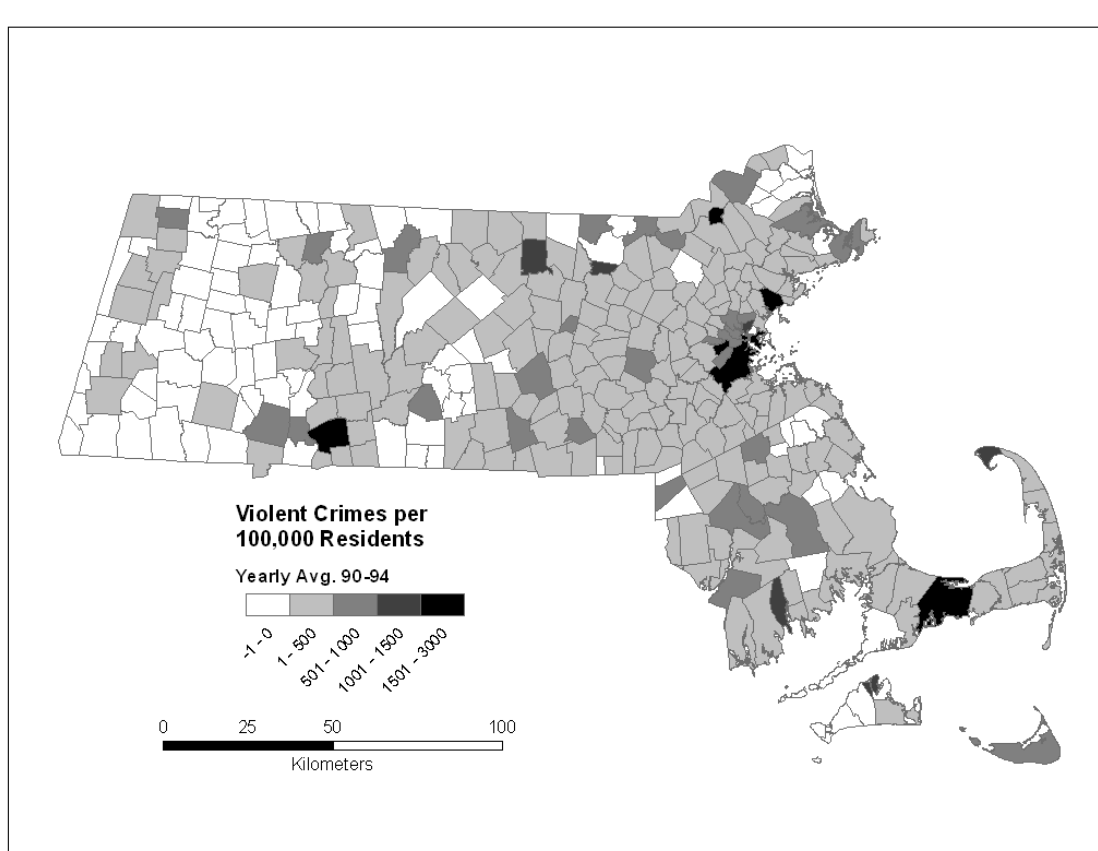 Violent Crimes per
100,000 Residents
Yearly Avg. 90-94
-1 - 0
1 - 500
501 - 1000
1001 - 1500
1501 - 3000
0 25 50 100
Kilometers